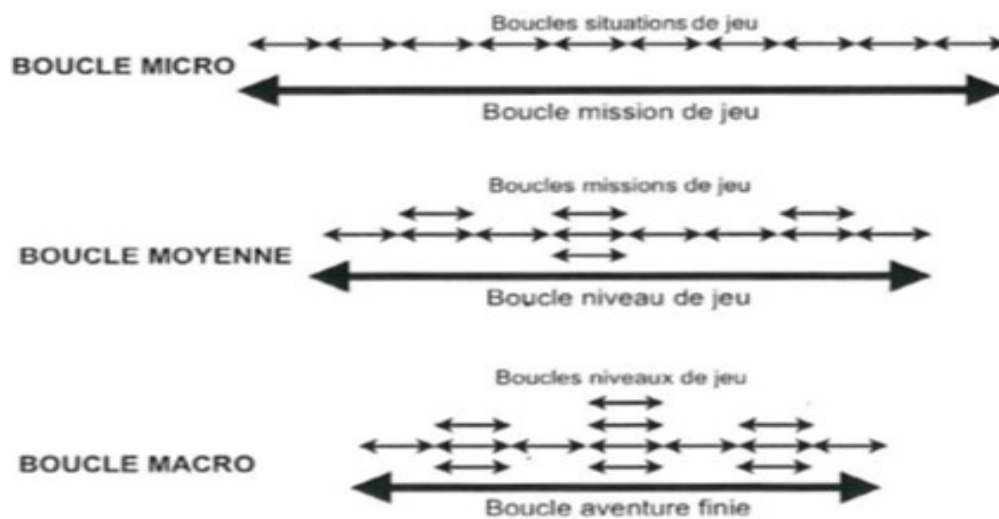 Boucles situations de jeu
BOUCLE MICRO
Boucle mission de jeu
Boucles missions de jeu
BOUCLE MOYENNE
Boucle niveau de jeu
Boucles niveaux de jeu
BOUCLE MACRO
Boucle aventure finie